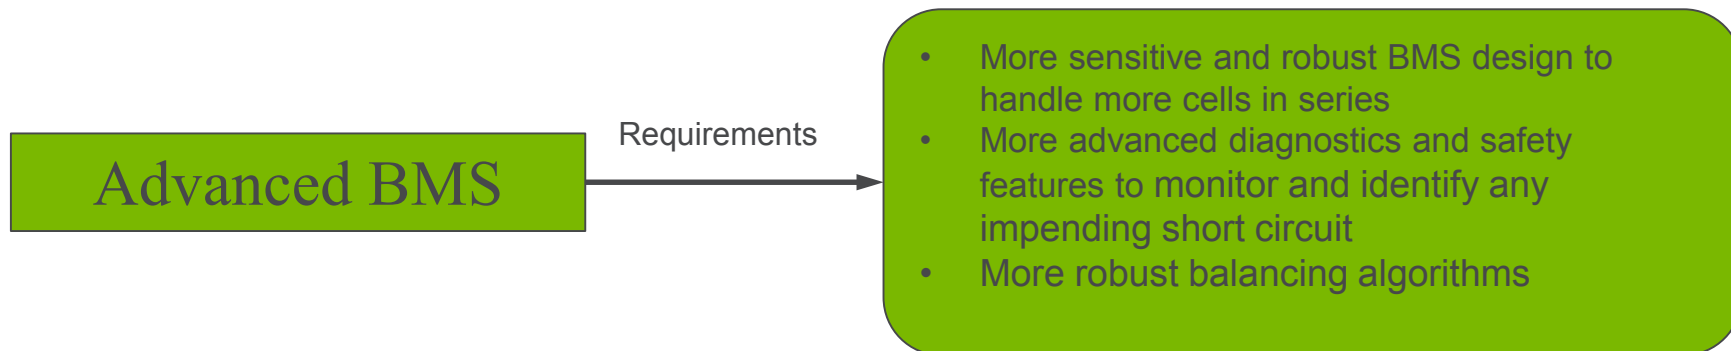 Advanced BMS
Requirements
• More sensitive and robust BMS design to
handle more cells in series
• More advanced diagnostics and safety
features to monitor and identify any
impending short circuit
• More robust balancing algorithms